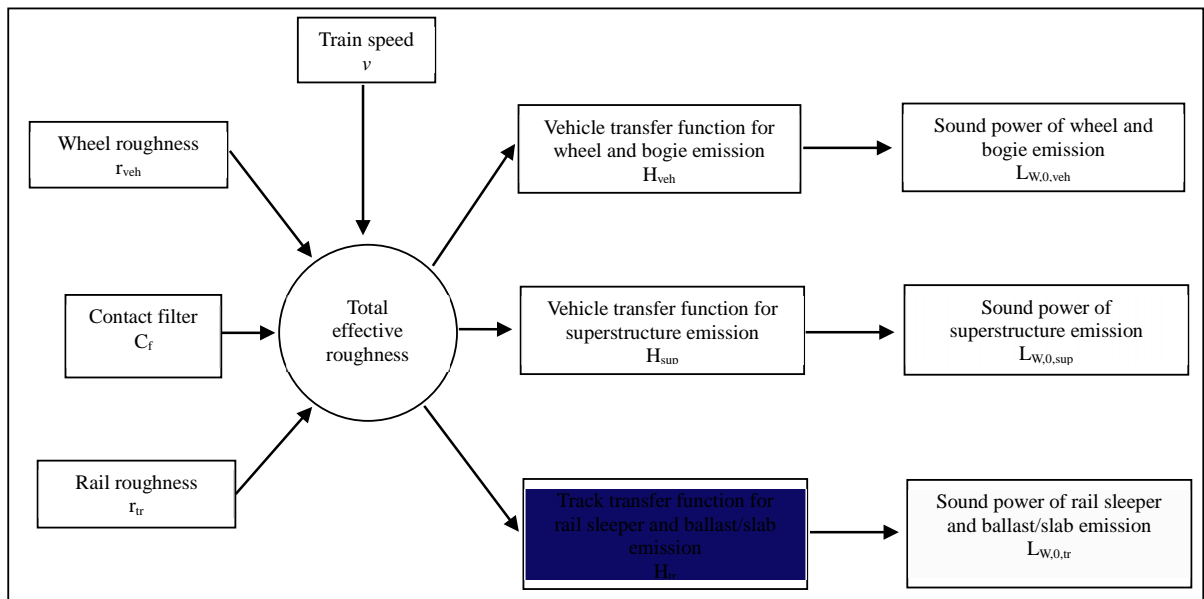 Train speed
v
Wheel roughness
r_veh
Contact filter
C_f
Rail roughness
r_tr
Total
effective
roughness
Vehicle transfer function for
wheel and bogie emission
H_veh
Vehicle transfer function for
superstructure emission
H_sup
Track transfer function for
rail sleeper and ballast/slab
emission
H_tr
Sound power of wheel and
bogie emission
L_W,0,veh
Sound power of
superstructure emission
L_W,0,sup
Sound power of rail sleeper
and ballast/slab emission
L_W,0,tr